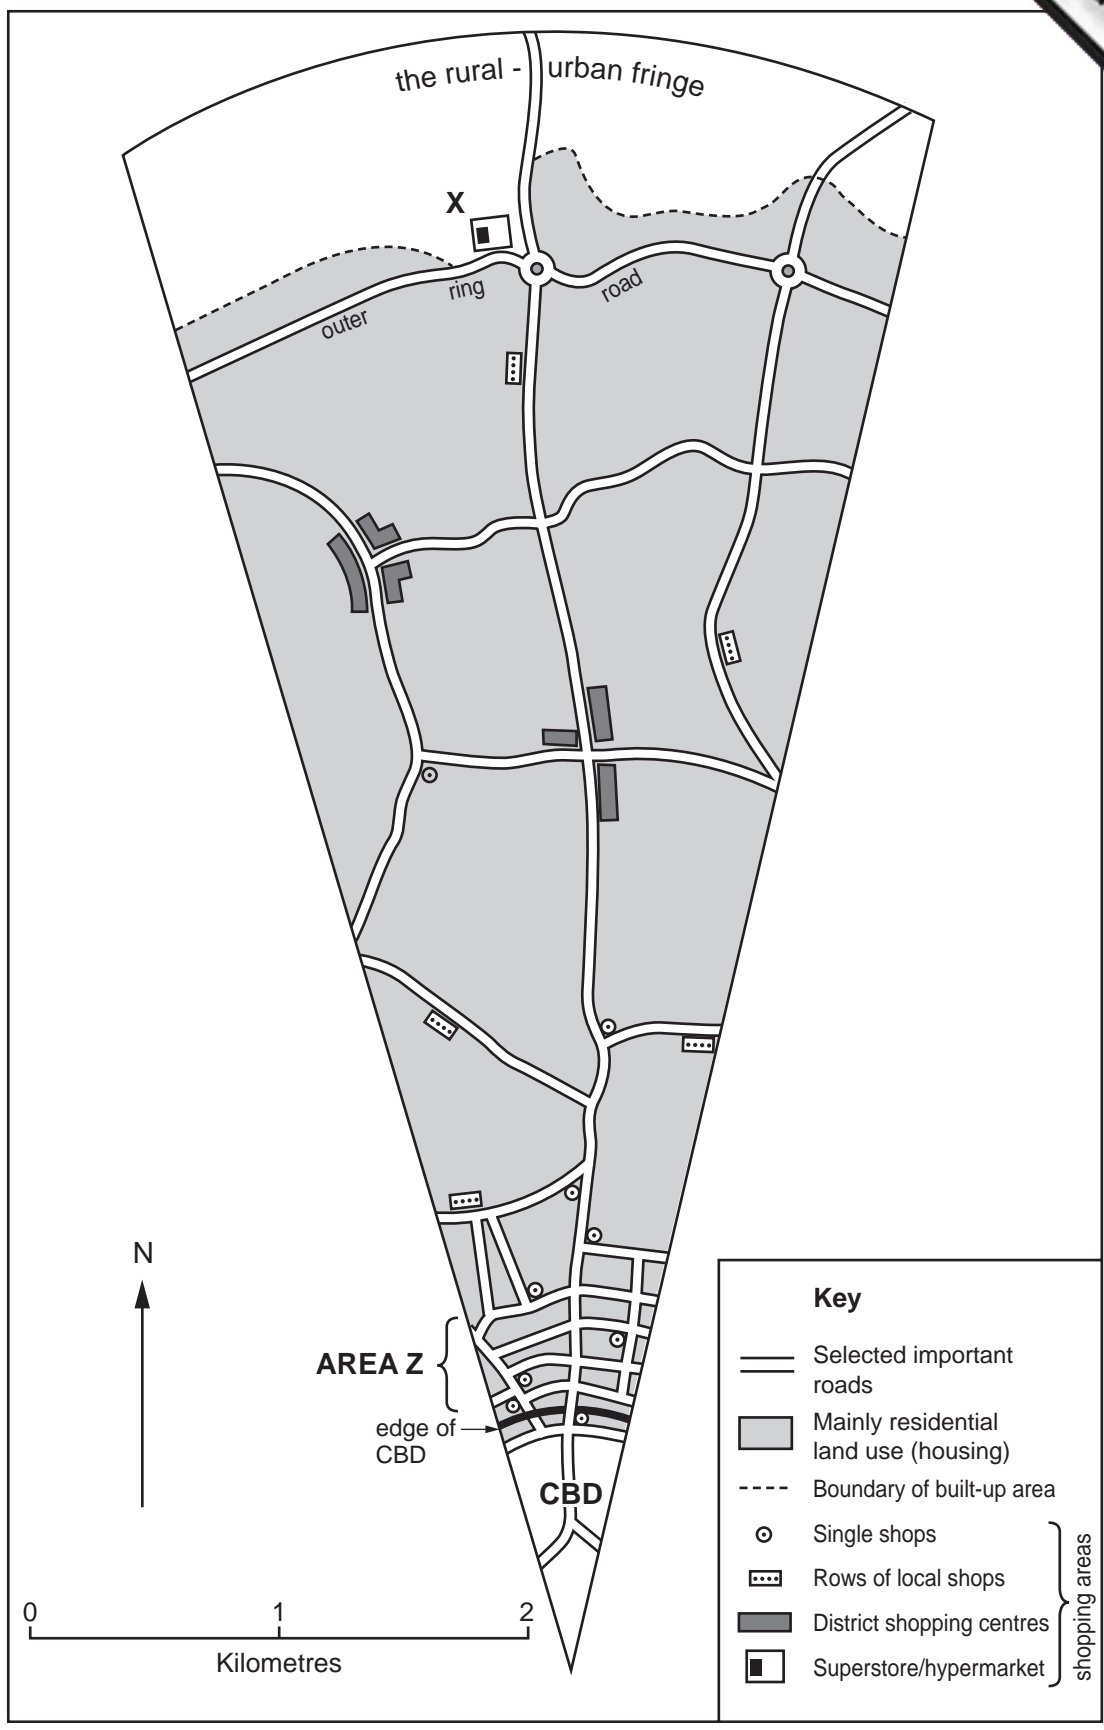 the rural - urban fringe
X
outer ring road
N
AREA Z
edge of
CBD
CBD
0 1 2
Kilometres
Key
Selected important
roads
Mainly residential
land use (housing)
Boundary of built-up area
Single shops
Rows of local shops
District shopping centres
Superstore/hypermarket
shopping areas